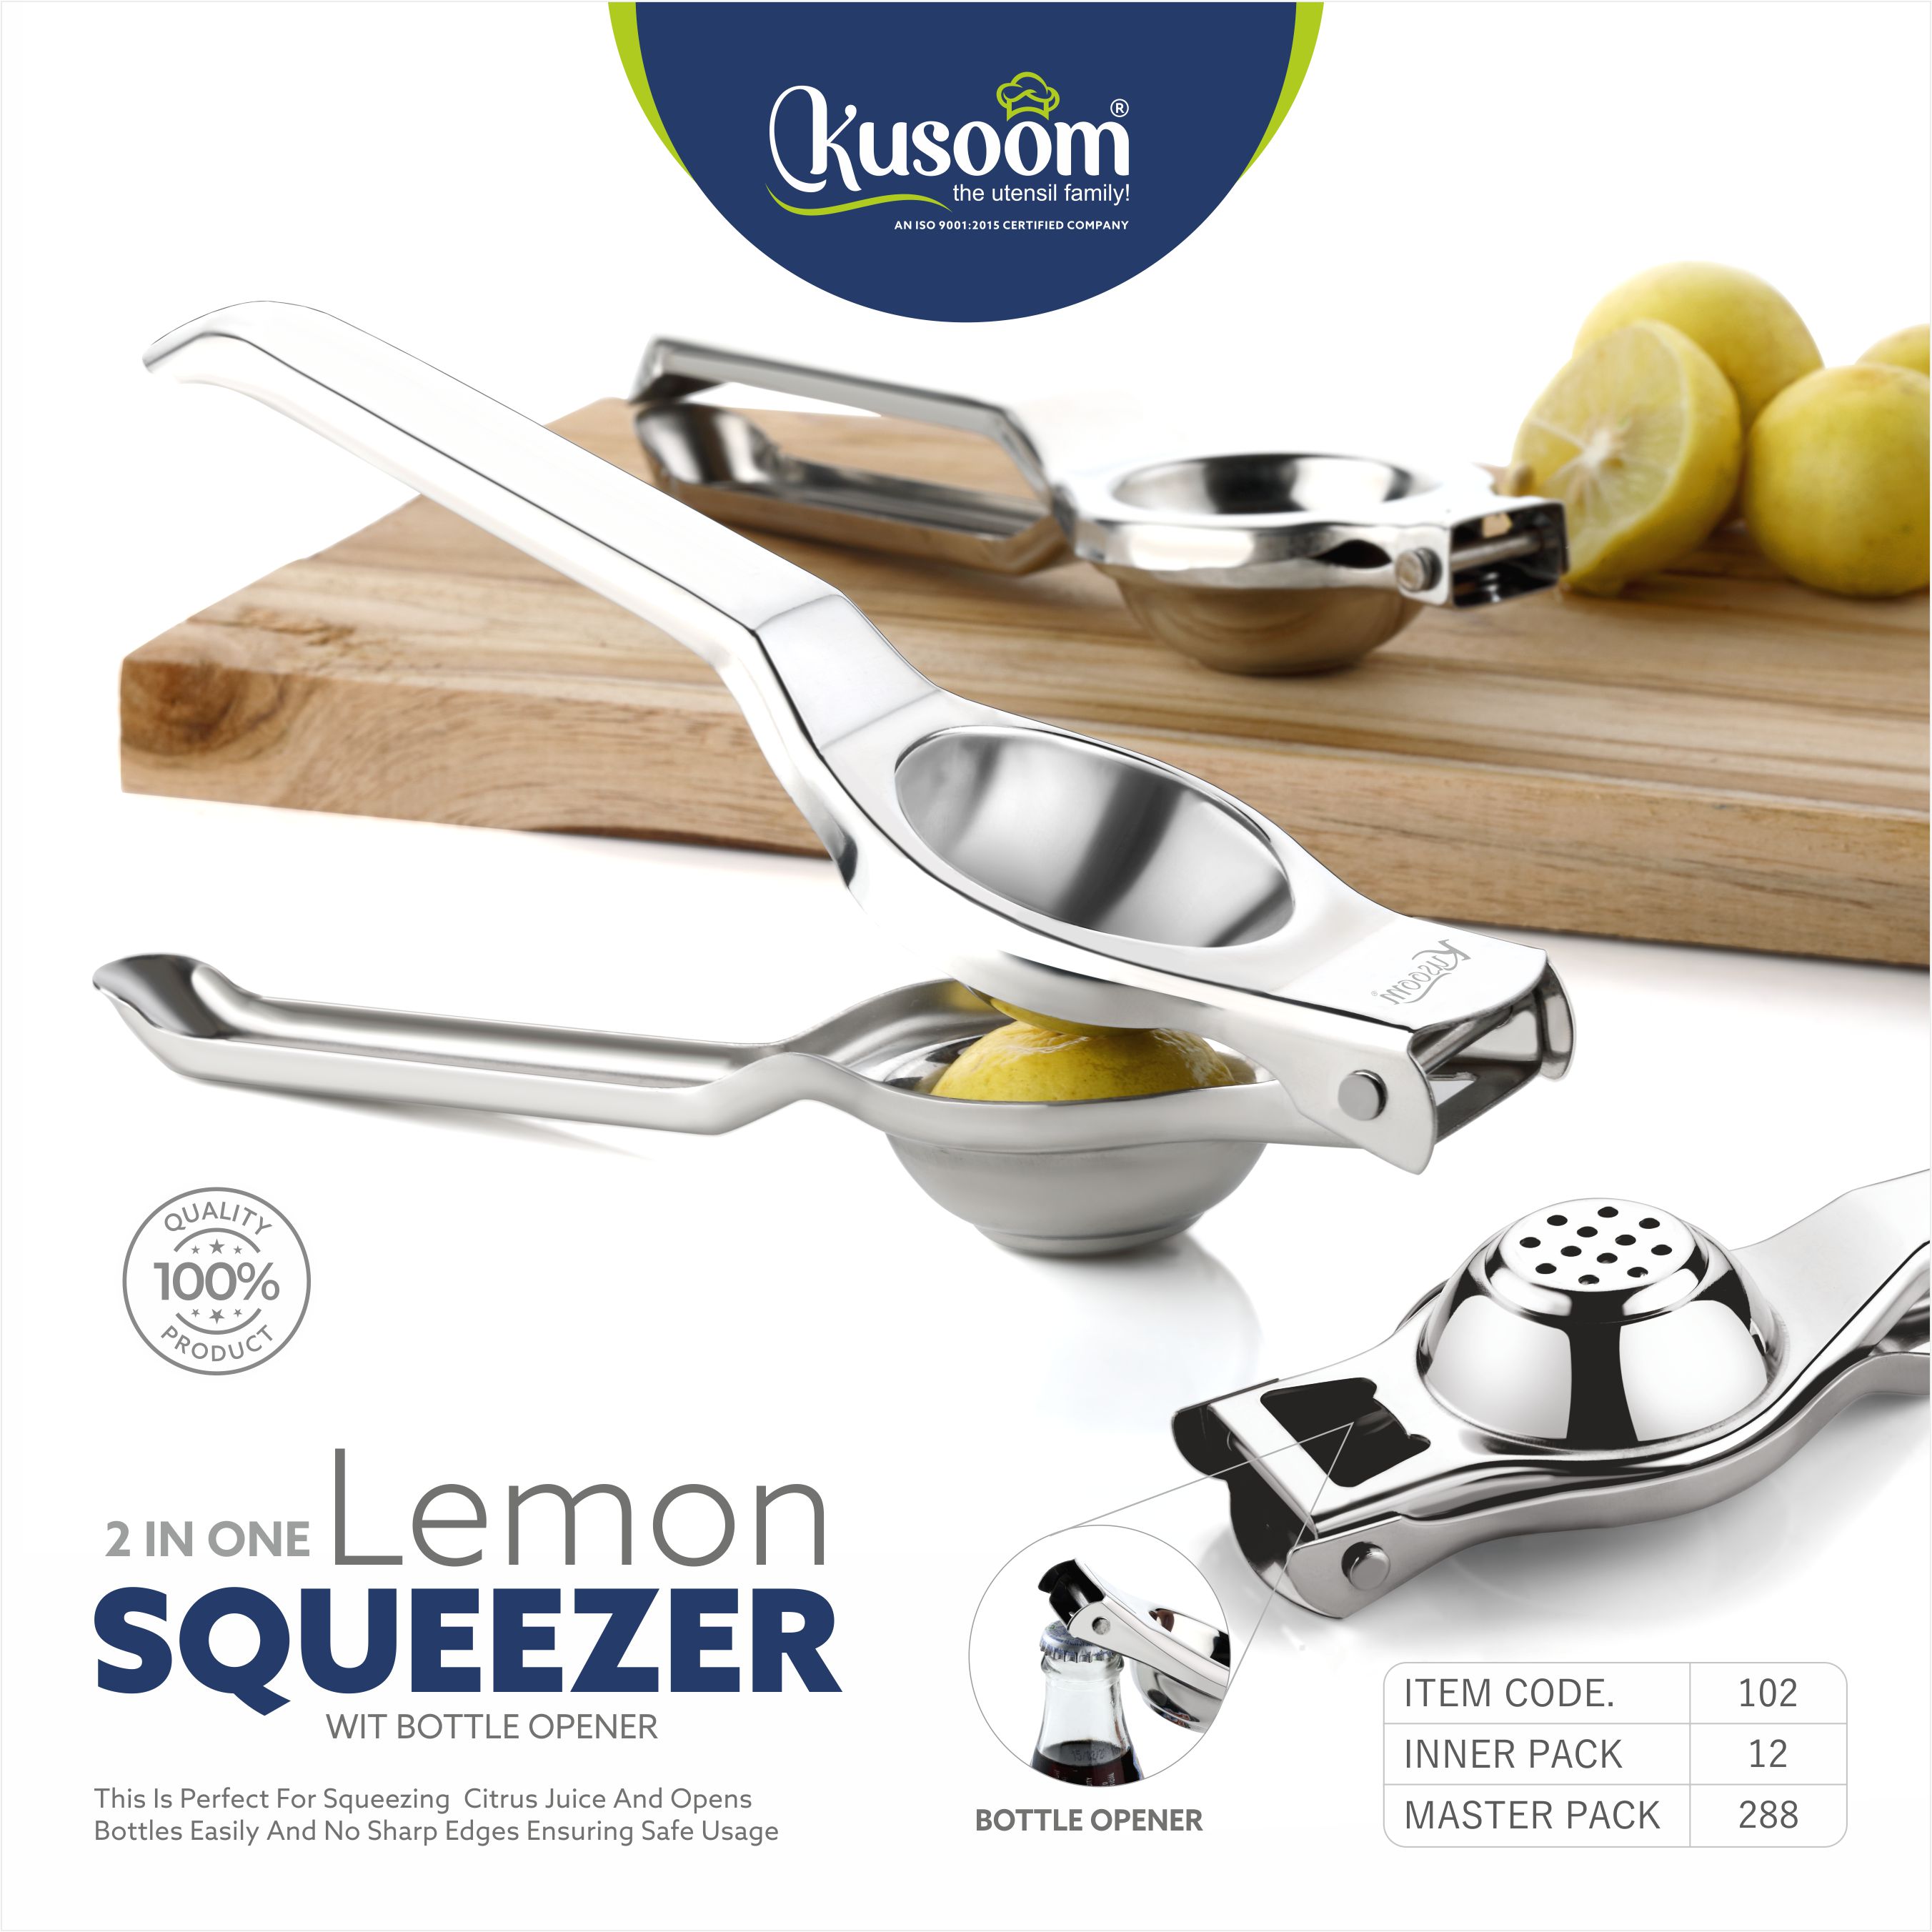 Kusoom®
the utensil family!
AN ISO 9001:2015 CERTIFIED COMPANY
Kusoom®
QUALITY
100%
PRODUCT
2 IN ONE Lemon
SQUEEZER
WIT BOTTLE OPENER
This Is Perfect For Squeezing Citrus Juice And Opens
Bottles Easily And No Sharp Edges Ensuring Safe Usage
BOTTLE OPENER
ITEM CODE. 102
INNER PACK 12
MASTER PACK 288